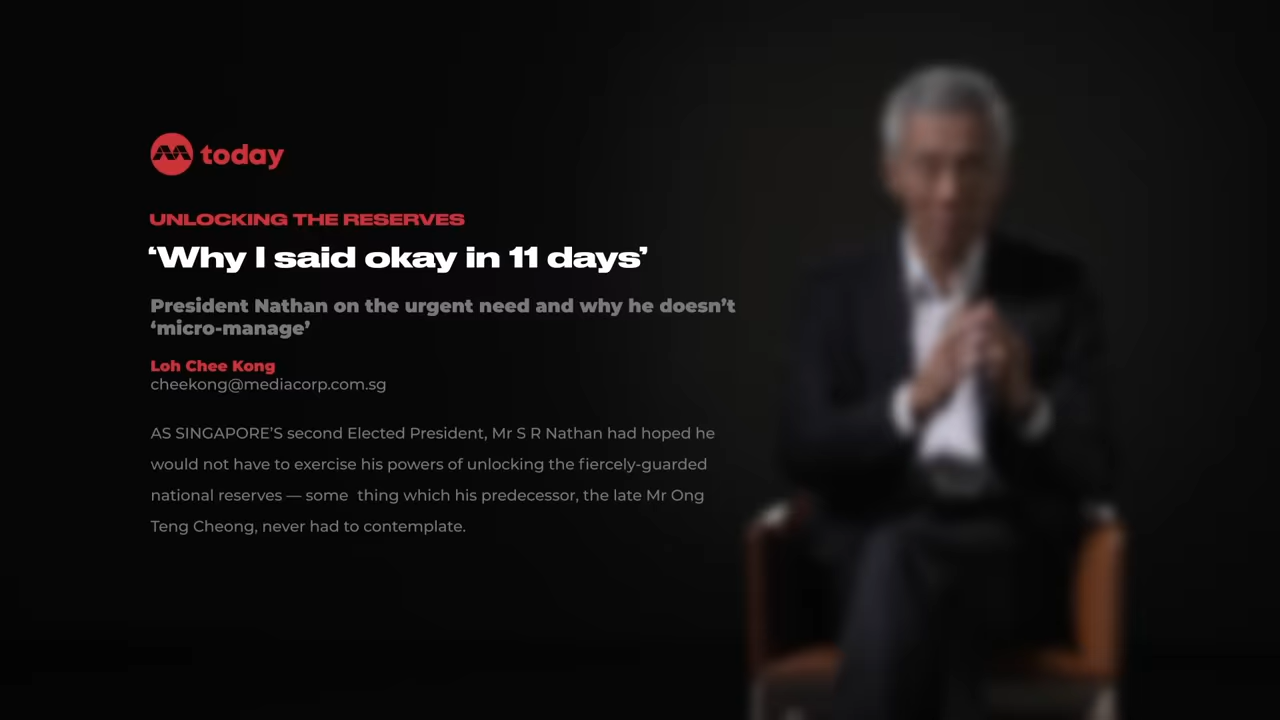 today
UNLOCKING THE RESERVES
‘Why I said okay in 11 days’
President Nathan on the urgent need and why he doesn’t
‘micro-manage’
Loh Chee Kong
cheekong@mediacorp.com.sg
AS SINGAPORE’S second Elected President, Mr S R Nathan had hoped he
would not have to exercise his powers of unlocking the fiercely-guarded
national reserves — some  thing which his predecessor, the late Mr Ong
Teng Cheong, never had to contemplate.